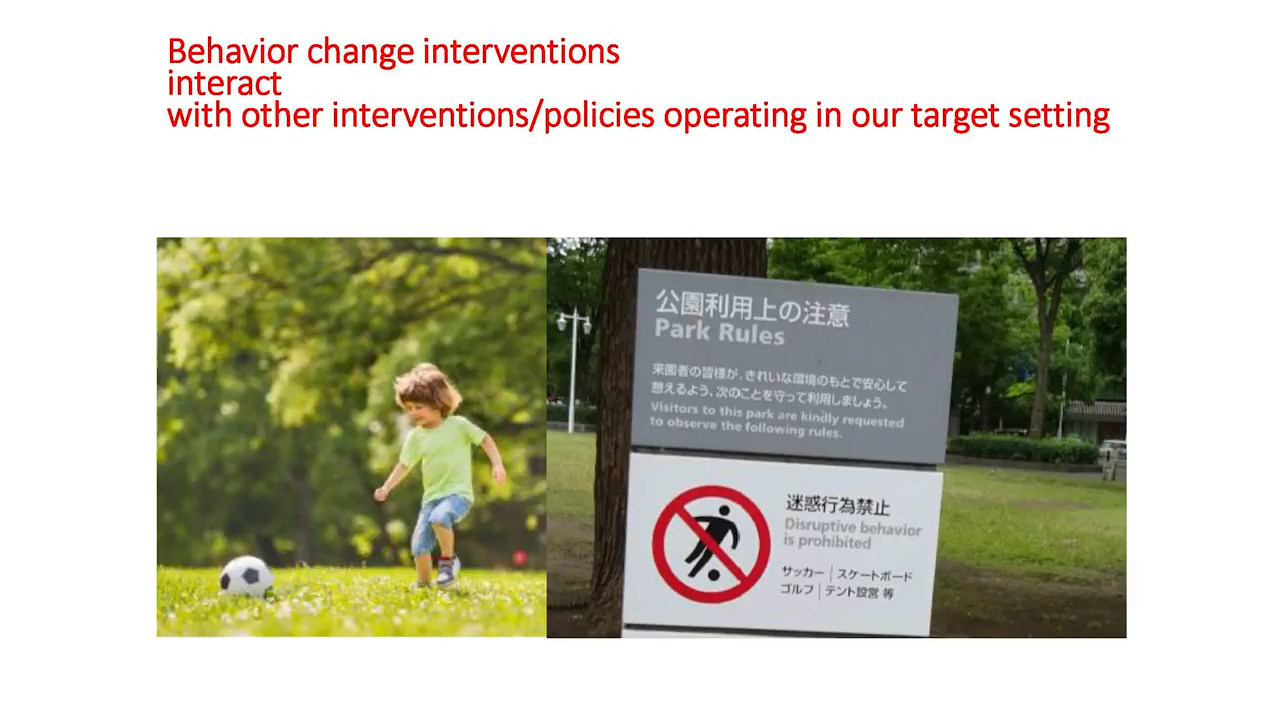 Behavior change interventions
interact
with other interventions/policies operating in our target setting
公園利用上の注意
Park Rules
来園者の皆様が、きれいな環境のもとで安心して
憩えるよう、次のことを守って利用しましょう。
Visitors to this park are kindly requested
to observe the following rules.
迷惑行為禁止
Disruptive behavior
is prohibited
サッカー│スケートボード
ゴルフ│テント設営 等